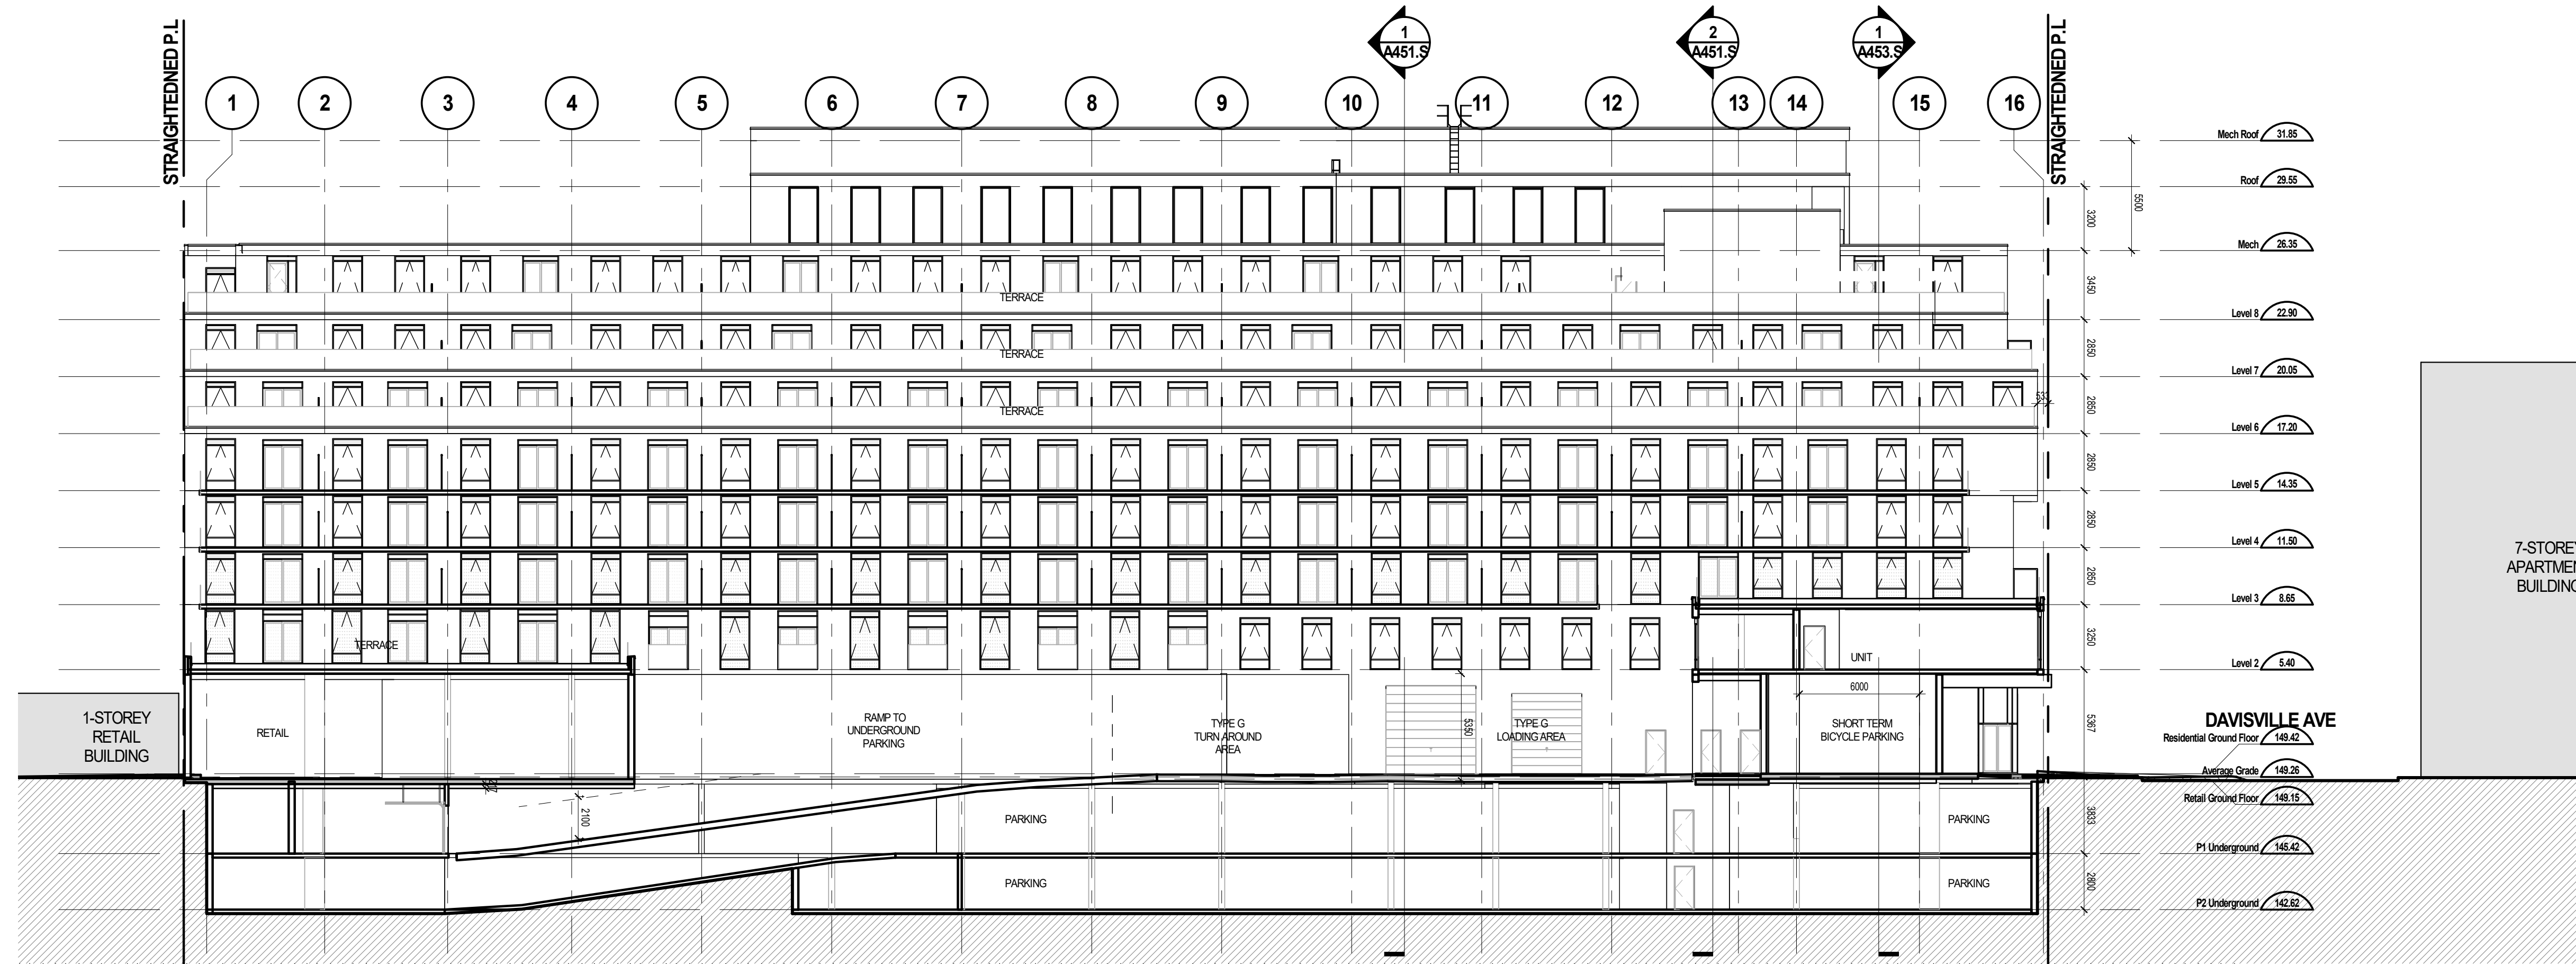 STRAIGHTEDNED P.L
STRAIGHTEDNED P.L
1
A451.S
2
A451.S
1
A453.S
1
2
3
4
5
6
7
8
9
10
11
12
13
14
15
16
Mech Roof 31.85
Roof 29.55
Mech 26.35
Level 8 22.90
Level 7 20.05
Level 6 17.20
Level 5 14.35
Level 4 11.50
Level 3 8.65
Level 2 5.40
DAVISVILLE AVE
Residential Ground Floor 149.42
Average Grade 149.26
Retail Ground Floor 149.15
P1 Underground 145.42
P2 Underground 142.62
5500
3200
3450
2850
2850
2850
2850
2850
3250
5367
3833
2800
TERRACE
TERRACE
TERRACE
TERRACE
UNIT
6000
5350
2100
1-STOREY
RETAIL
BUILDING
RETAIL
RAMP TO
UNDERGROUND
PARKING
TYPE G
TURN AROUND
AREA
TYPE G
LOADING AREA
SHORT TERM
BICYCLE PARKING
PARKING
PARKING
PARKING
PARKING
7-STOREY
APARTMEN
BUILDING